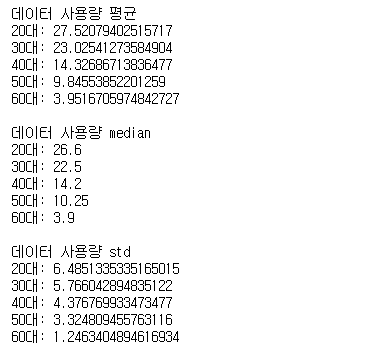 데이터 사용량 평균
20대: 27.52079402515717
30대: 23.02541273584904
40대: 14.32686713836477
50대: 9.84553852201259
60대: 3.9516705974842727
데이터 사용량 median
20대: 26.6
30대: 22.5
40대: 14.2
50대: 10.25
60대: 3.9
데이터 사용량 std
20대: 6.4851335335165015
30대: 5.766042894835122
40대: 4.376769933473477
50대: 3.324809455763116
60대: 1.2463404894616934